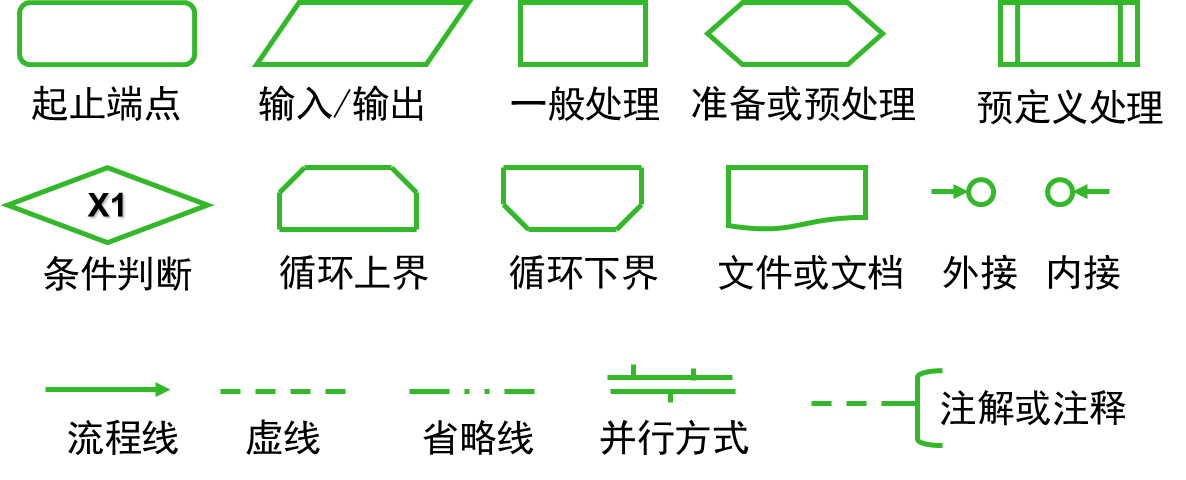 起止端点 输入/输出 一般处理 准备或预处理 预定义处理
X1
条件判断 循环上界 循环下界 文件或文档 外接 内接
注解或注释
流程线 虚线 省略线 并行方式